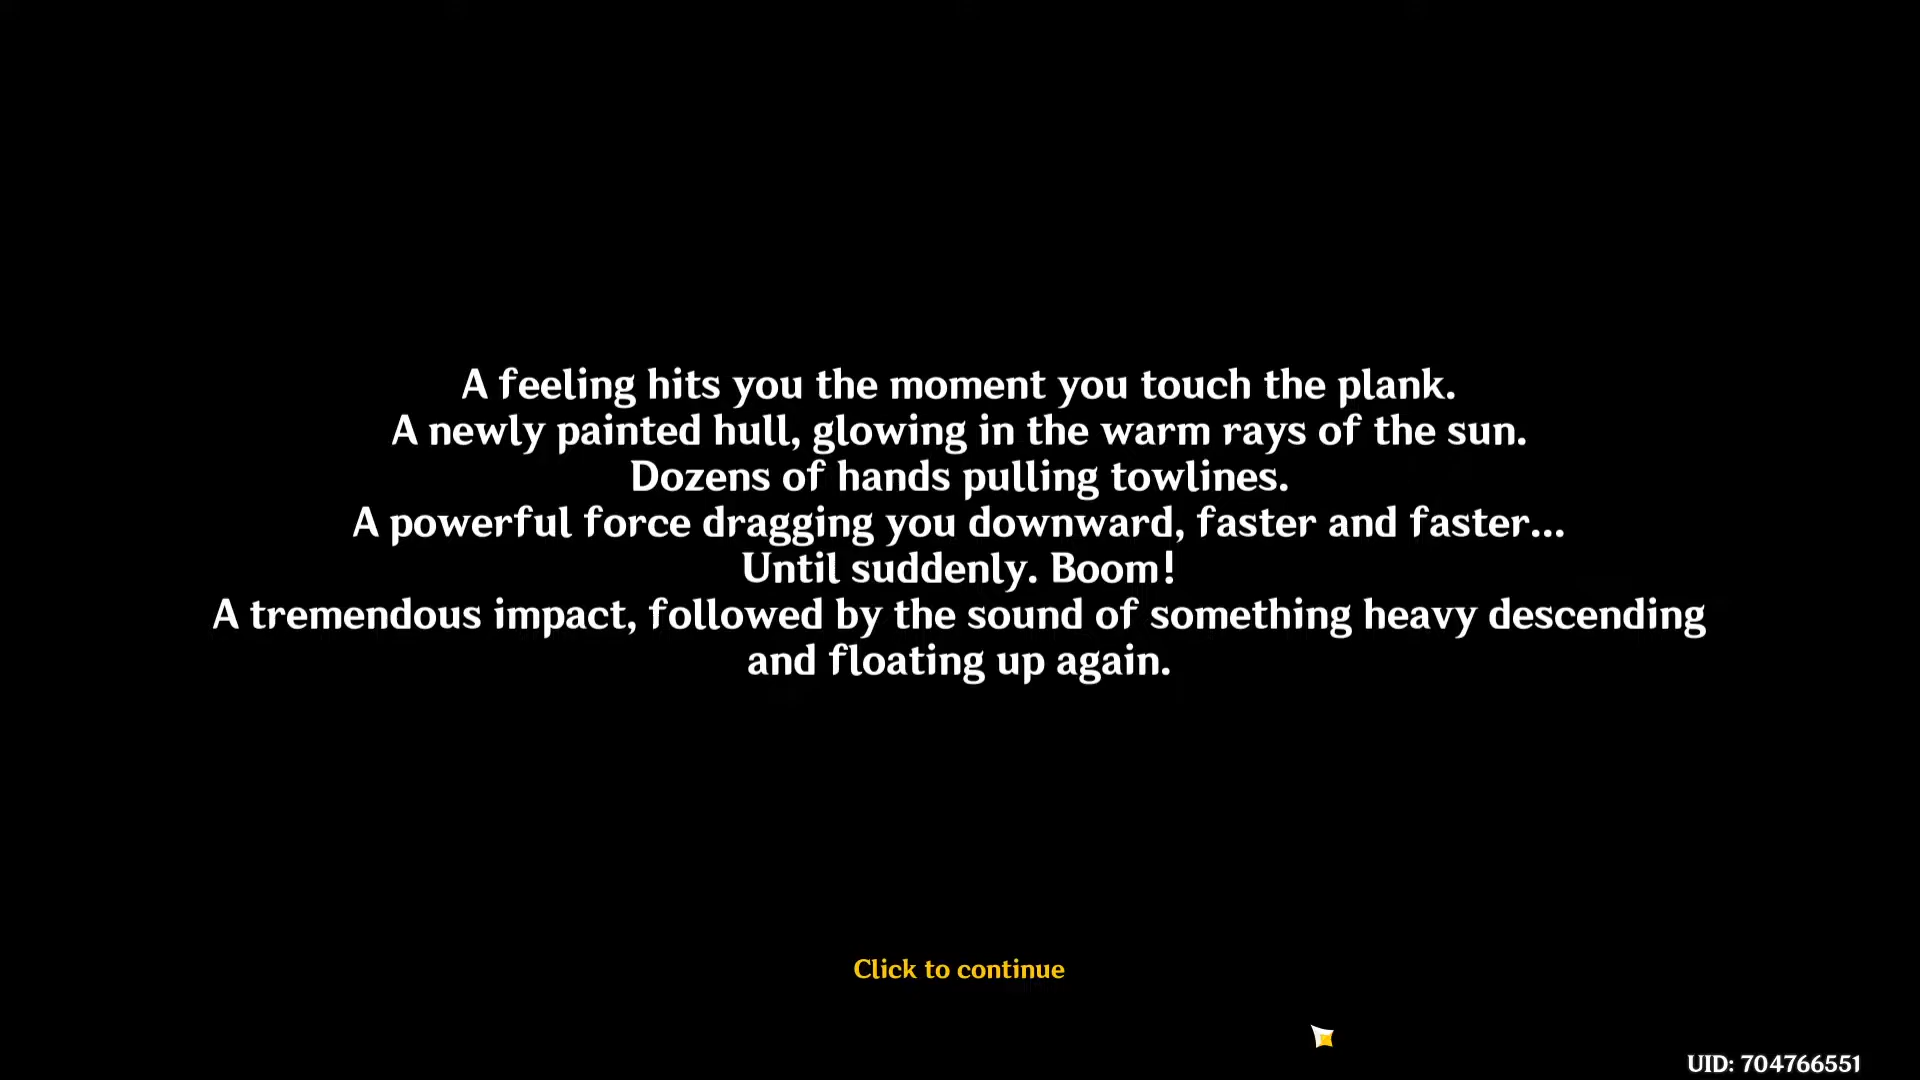 A feeling hits you the moment you touch the plank.
A newly painted hull, glowing in the warm rays of the sun.
Dozens of hands pulling towlines.
A powerful force dragging you downward, faster and faster...
Until suddenly. Boom!
A tremendous impact, followed by the sound of something heavy descending
and floating up again.
Click to continue
UID: 704766551